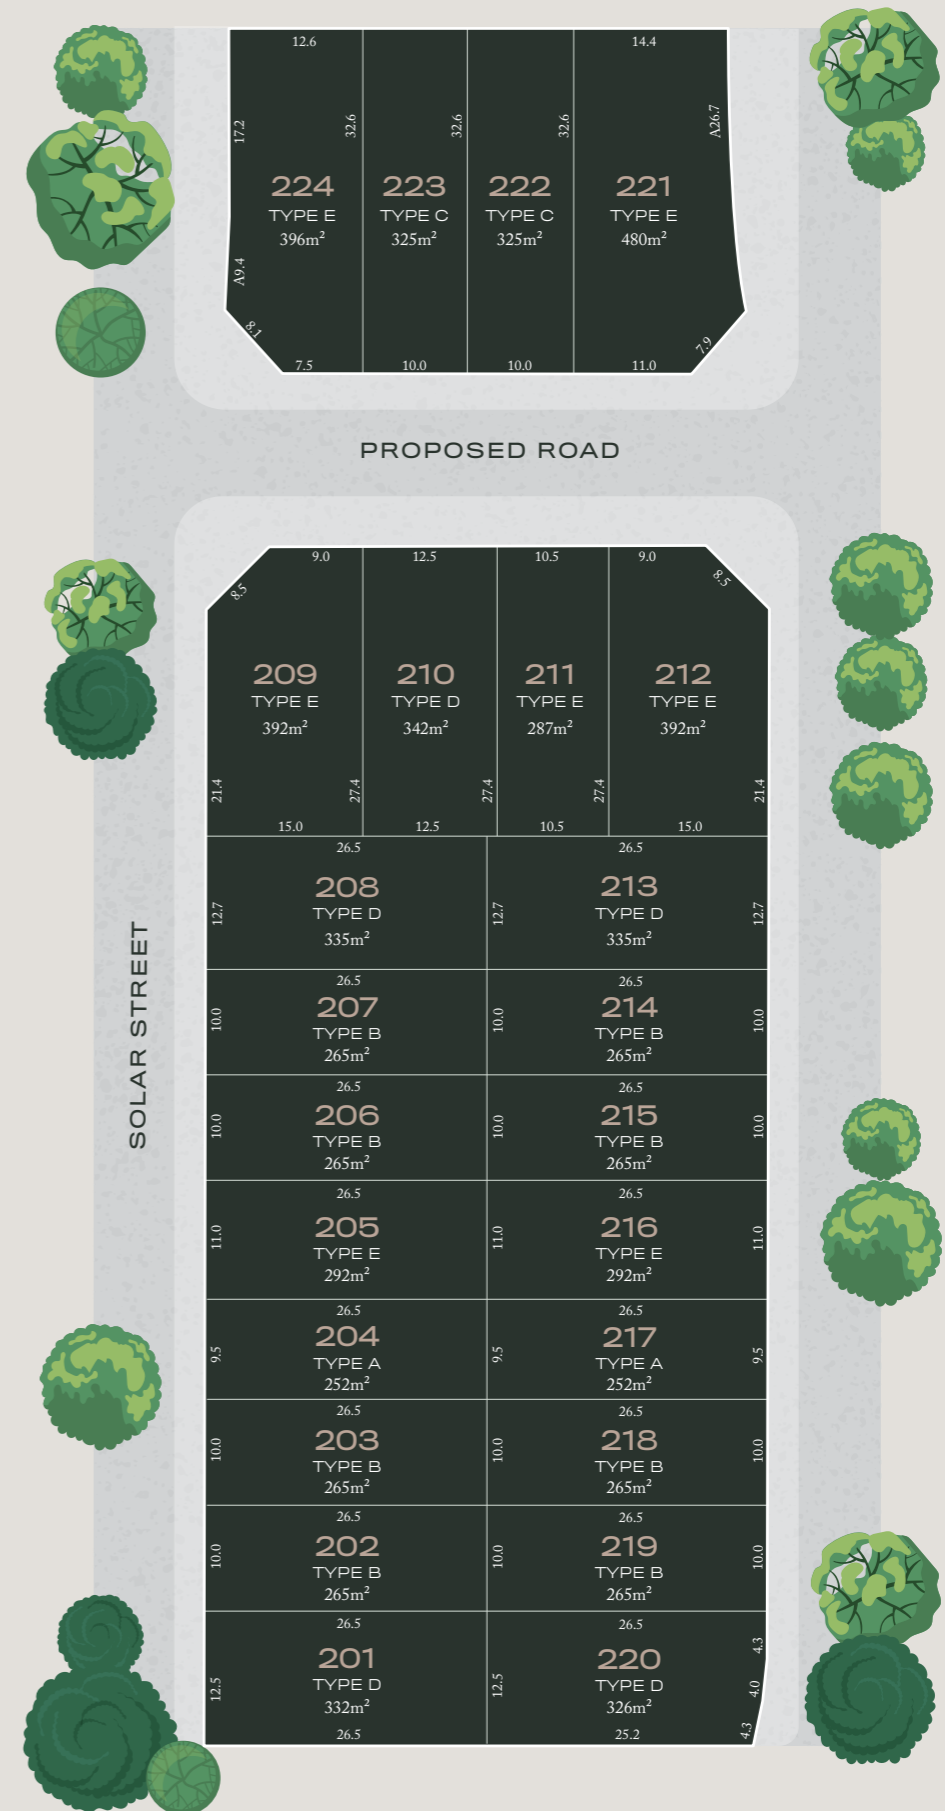 12.6
14.4
17.2
32.6
32.6
32.6
A26.7
224
TYPE E
396m²
223
TYPE C
325m²
222
TYPE C
325m²
221
TYPE E
480m²
A9.4
8.1
7.9
7.5
10.0
10.0
11.0
PROPOSED ROAD
9.0
12.5
10.5
9.0
8.5
8.5
209
TYPE E
392m²
210
TYPE D
342m²
211
TYPE E
287m²
212
TYPE E
392m²
21.4
27.4
27.4
27.4
21.4
15.0
12.5
10.5
15.0
SOLAR STREET
26.5
26.5
12.7
208
TYPE D
335m²
12.7
213
TYPE D
335m²
12.7
26.5
26.5
10.0
207
TYPE B
265m²
10.0
214
TYPE B
265m²
10.0
26.5
26.5
10.0
206
TYPE B
265m²
10.0
215
TYPE B
265m²
10.0
26.5
26.5
11.0
205
TYPE E
292m²
11.0
216
TYPE E
292m²
11.0
26.5
26.5
9.5
204
TYPE A
252m²
9.5
217
TYPE A
252m²
9.5
26.5
26.5
10.0
203
TYPE B
265m²
10.0
218
TYPE B
265m²
10.0
26.5
26.5
10.0
202
TYPE B
265m²
10.0
219
TYPE B
265m²
10.0
26.5
26.5
12.5
201
TYPE D
332m²
12.5
220
TYPE D
326m²
4.3
4.0
4.3
26.5
25.2